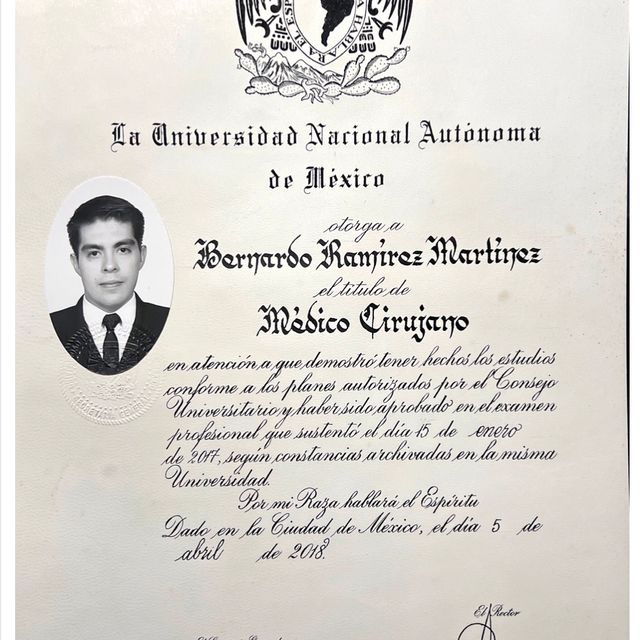 La Universidad Nacional Autónoma
de México
otorga a
Bernardo Ramírez Martínez
el título de
Médico Cirujano
en atención a que demostró tener hechos los estudios
conforme a los planes autorizados por el Consejo
Universitario y haber sido aprobado en el examen
profesional que sustentó el día 15 de enero
de 2017, según constancias archivadas en la misma
Universidad.
Por mi Raza hablará el Espíritu
Dado en la Ciudad de México, el día 5 de
abril de 2018.
El Rector